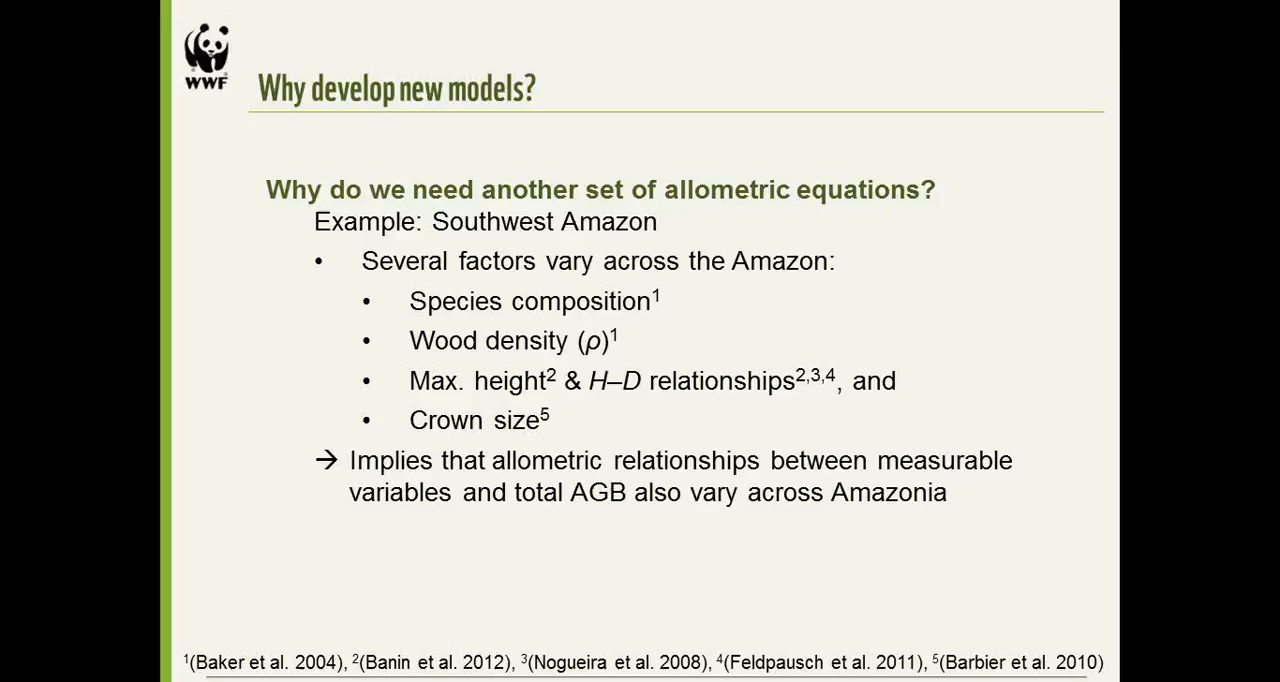 WWF
Why develop new models?
Why do we need another set of allometric equations?
Example: Southwest Amazon
• Several factors vary across the Amazon:
• Species composition¹
• Wood density (ρ)¹
• Max. height² & H–D relationships²,³,⁴, and
• Crown size⁵
→ Implies that allometric relationships between measurable
variables and total AGB also vary across Amazonia
¹(Baker et al. 2004), ²(Banin et al. 2012), ³(Nogueira et al. 2008), ⁴(Feldpausch et al. 2011), ⁵(Barbier et al. 2010)